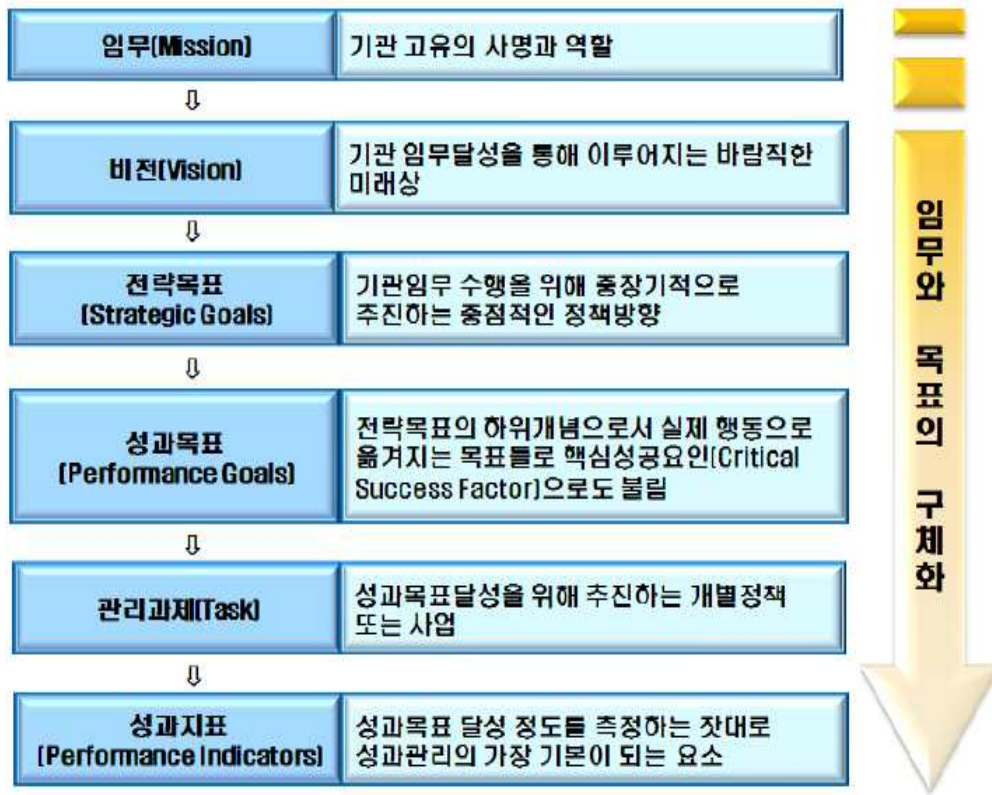 임무(Mission)
기관 고유의 사명과 역할
⇩
비전(Vision)
기관 임무달성을 통해 이루어지는 바람직한
미래상
⇩
전략목표
(Strategic Goals)
기관임무 수행을 위해 중장기적으로
추진하는 중점적인 정책방향
⇩
성과목표
(Performance Goals)
전략목표의 하위개념으로서 실제 행동으로
옮겨지는 목표들로 핵심성공요인(Critical
Success Factor)으로도 불림
⇩
관리과제(Task)
성과목표달성을 위해 추진하는 개별정책
또는 사업
⇩
성과지표
(Performance Indicators)
성과목표 달성 정도를 측정하는 잣대로
성과관리의 가장 기본이 되는 요소
임무와 목표의 구체화